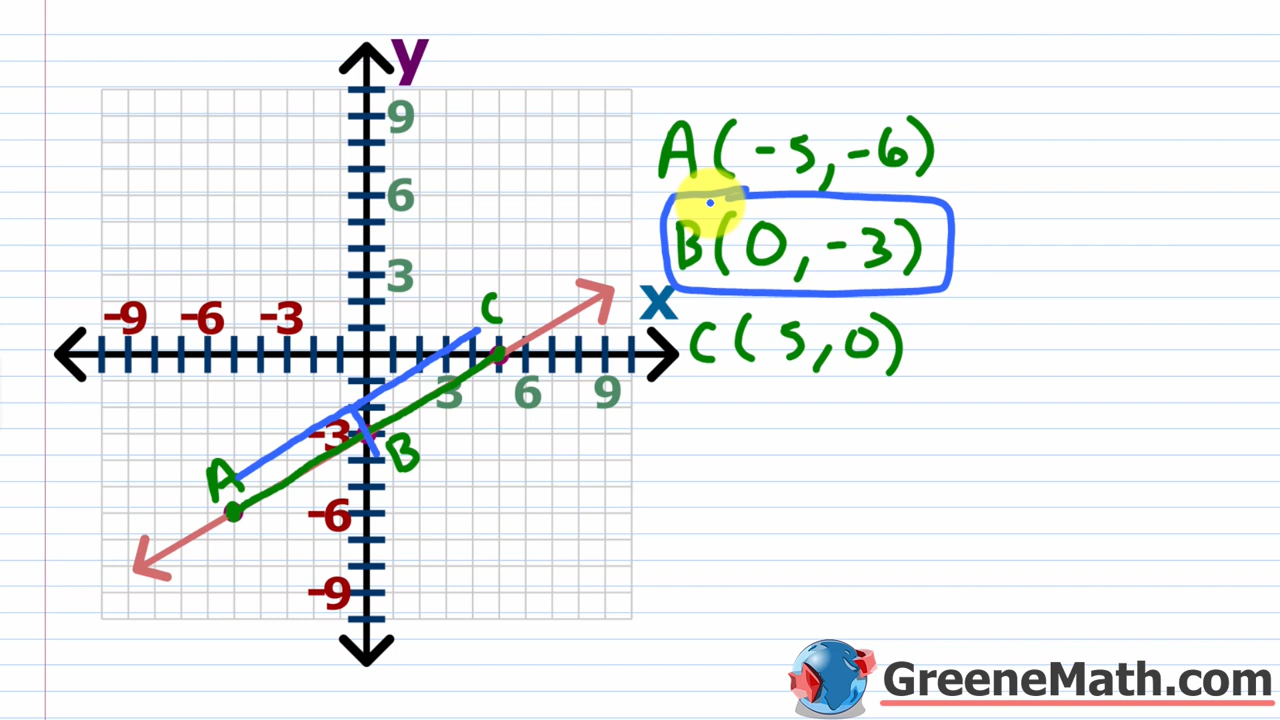 y
9
6
3
-9 -6 -3
x
3 6 9
-3
-6
-9
A
B
C
A(-5,-6)
B(0,-3)
C(5,0)
GreeneMath.com